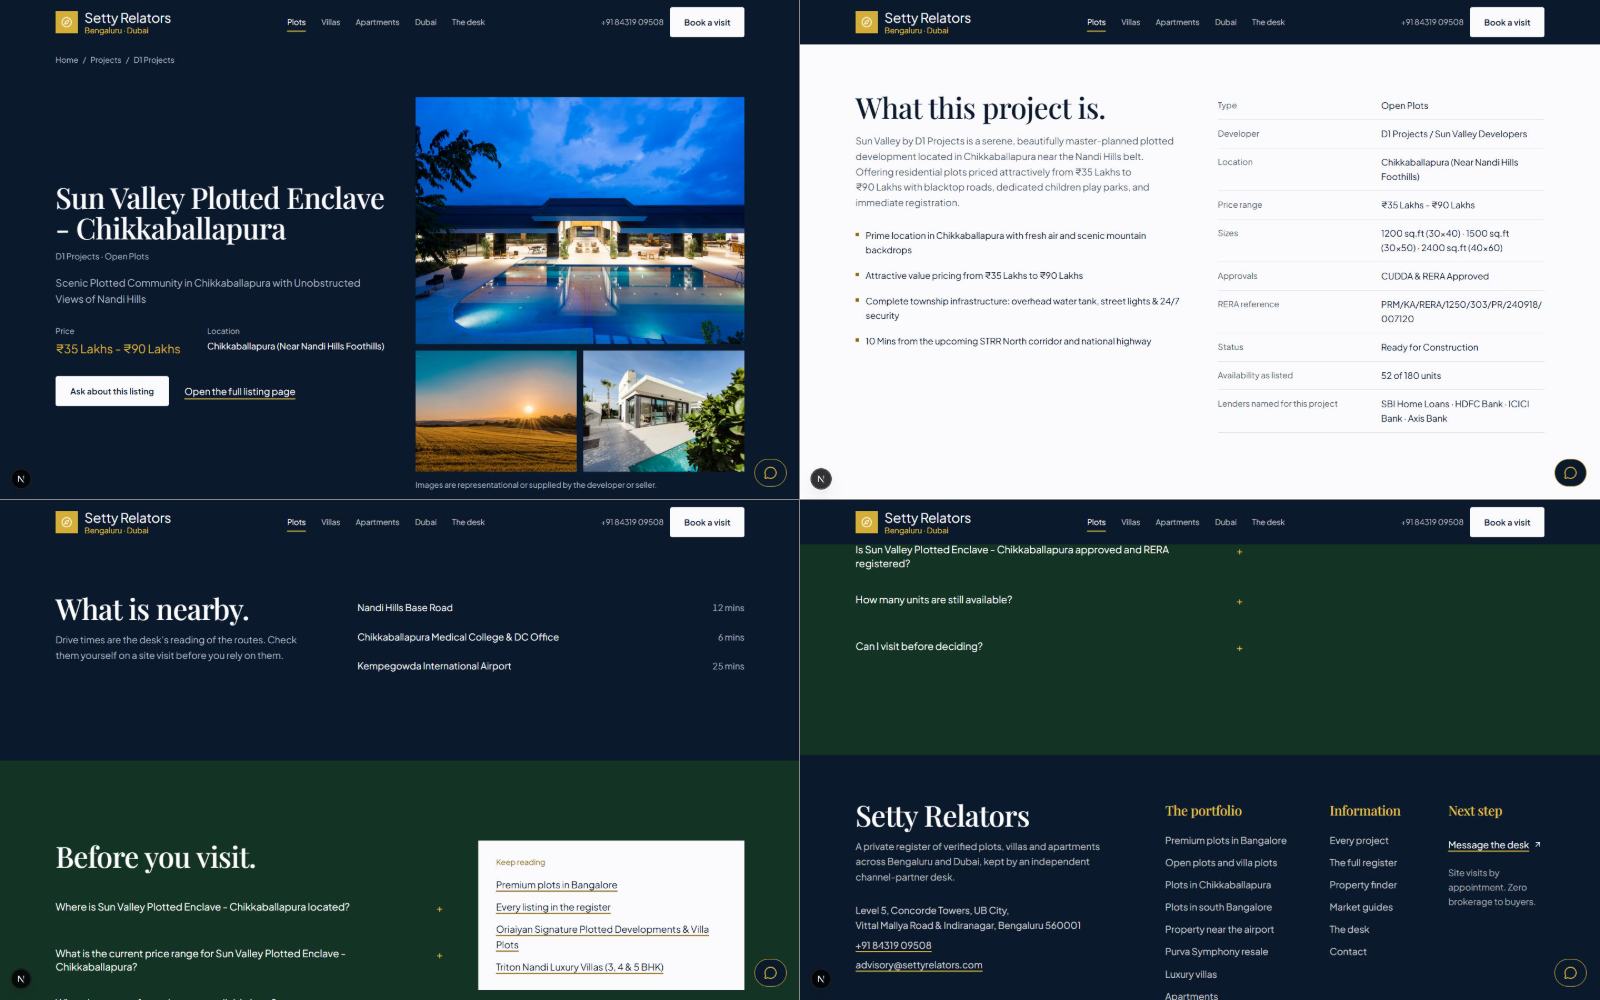 Setty Relators
Bengaluru · Dubai
Plots
Villas
Apartments
Dubai
The desk
+91 84319 09508
Book a visit
Home / Projects / D1 Projects
Sun Valley Plotted Enclave
- Chikkaballapura
D1 Projects · Open Plots
Scenic Plotted Community in Chikkaballapura with Unobstructed
Views of Nandi Hills
Price
₹35 Lakhs - ₹90 Lakhs
Location
Chikkaballapura (Near Nandi Hills Foothills)
Ask about this listing
Open the full listing page
Images are representational or supplied by the developer or seller.
N
Setty Relators
Bengaluru · Dubai
Plots
Villas
Apartments
Dubai
The desk
+91 84319 09508
Book a visit
What this project is.
Sun Valley by D1 Projects is a serene, beautifully master-planned plotted
development located in Chikkaballapura near the Nandi Hills belt.
Offering residential plots priced attractively from ₹35 Lakhs to
₹90 Lakhs with blacktop roads, dedicated children play parks, and
immediate registration.
Prime location in Chikkaballapura with fresh air and scenic mountain
backdrops
Attractive value pricing from ₹35 Lakhs to ₹90 Lakhs
Complete township infrastructure: overhead water tank, street lights & 24/7
security
10 Mins from the upcoming STRR North corridor and national highway
Type
Open Plots
Developer
D1 Projects / Sun Valley Developers
Location
Chikkaballapura (Near Nandi Hills
Foothills)
Price range
₹35 Lakhs - ₹90 Lakhs
Sizes
1200 sq.ft (30×40) · 1500 sq.ft
(30×50) · 2400 sq.ft (40×60)
Approvals
CUDDA & RERA Approved
RERA reference
PRM/KA/RERA/1250/303/PR/240918/
007120
Status
Ready for Construction
Availability as listed
52 of 180 units
Lenders named for this project
SBI Home Loans · HDFC Bank · ICICI
Bank · Axis Bank
N
Setty Relators
Bengaluru · Dubai
Plots
Villas
Apartments
Dubai
The desk
+91 84319 09508
Book a visit
What is nearby.
Drive times are the desk's reading of the routes. Check
them yourself on a site visit before you rely on them.
Nandi Hills Base Road
12 mins
Chikkaballapura Medical College & DC Office
6 mins
Kempegowda International Airport
25 mins
Before you visit.
Where is Sun Valley Plotted Enclave - Chikkaballapura located?
+
What is the current price range for Sun Valley Plotted Enclave -
Chikkaballapura?
+
Keep reading
Premium plots in Bangalore
Every listing in the register
Oriaiyan Signature Plotted Developments & Villa
Plots
Triton Nandi Luxury Villas (3, 4 & 5 BHK)
N
Setty Relators
Bengaluru · Dubai
Plots
Villas
Apartments
Dubai
The desk
+91 84319 09508
Book a visit
Is Sun Valley Plotted Enclave - Chikkaballapura approved and RERA
registered?
+
How many units are still available?
+
Can I visit before deciding?
+
Setty Relators
A private register of verified plots, villas and apartments
across Bengaluru and Dubai, kept by an independent
channel-partner desk.
Level 5, Concorde Towers, UB City,
Vittal Mallya Road & Indiranagar, Bengaluru 560001
+91 84319 09508
advisory@settyrelators.com
The portfolio
Premium plots in Bangalore
Open plots and villa plots
Plots in Chikkaballapura
Plots in south Bangalore
Property near the airport
Purva Symphony resale
Luxury villas
Apartments
Information
Every project
The full register
Property finder
Market guides
The desk
Contact
Next step
Message the desk ↗
Site visits by
appointment. Zero
brokerage to buyers.
N